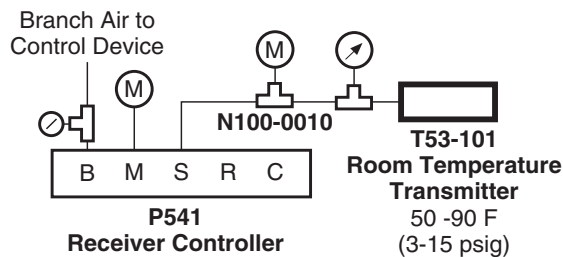 Branch Air to
Control Device
M
M
N100-0010
B M S R C
P541
Receiver Controller
T53-101
Room Temperature
Transmitter
50 -90 F
(3-15 psig)